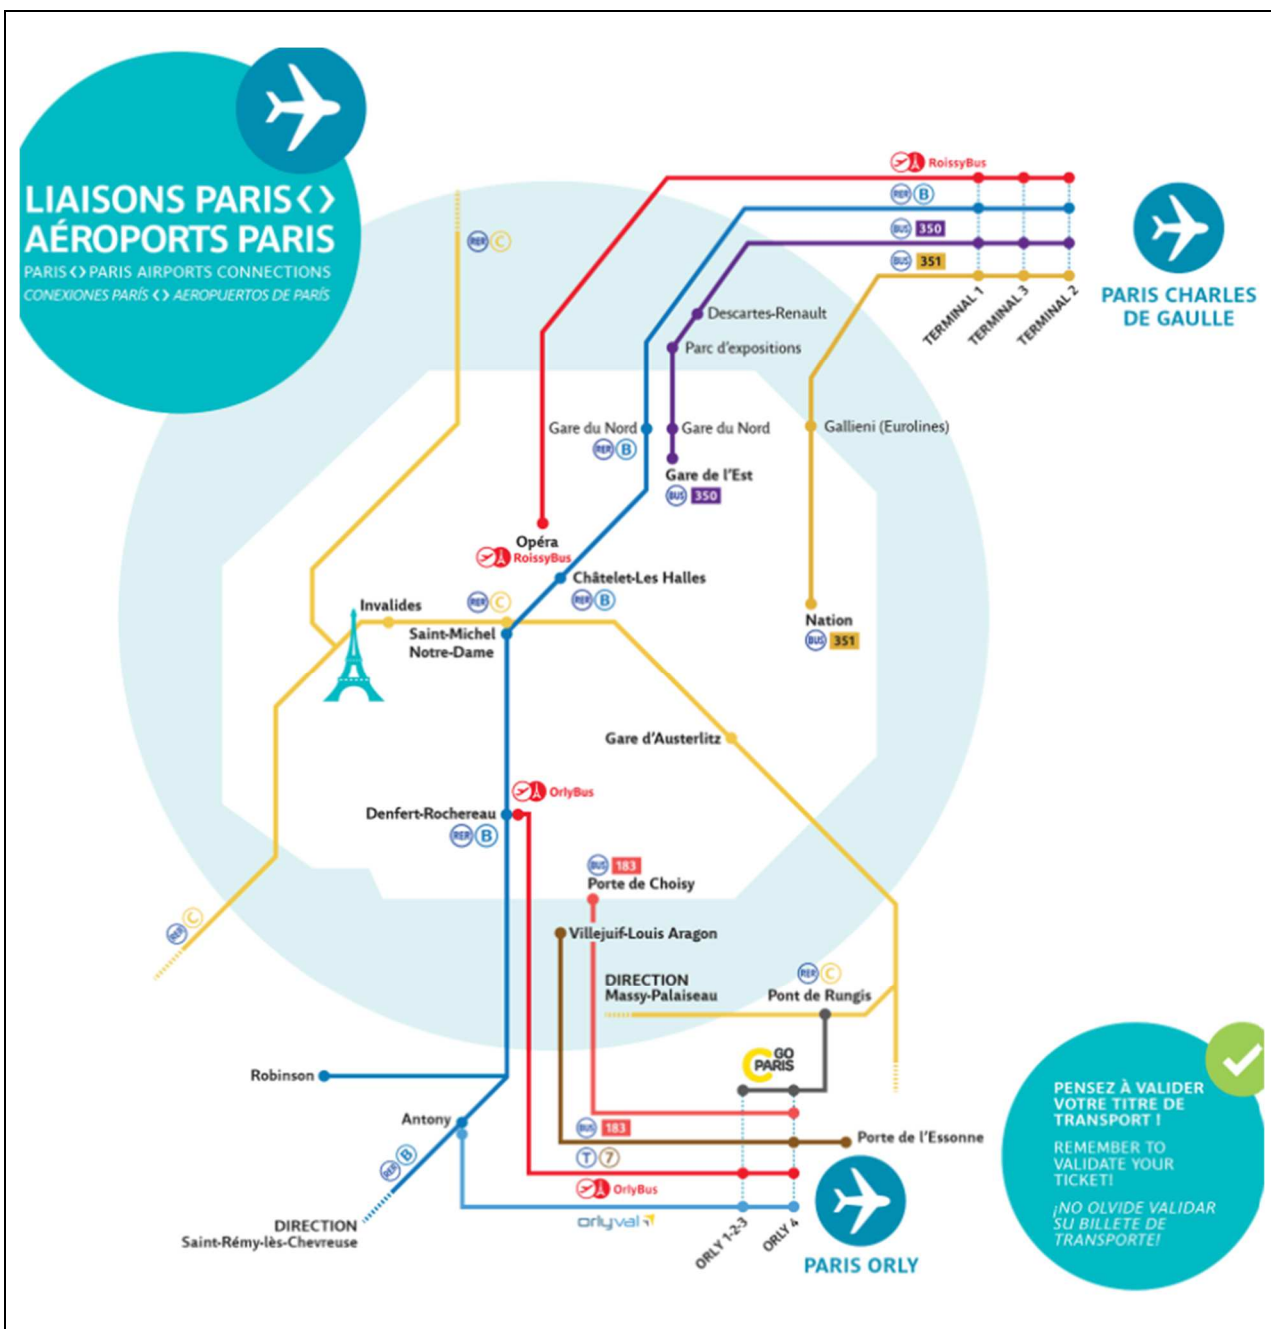 LIAISONS PARIS <>
AÉROPORTS PARIS
PARIS <> PARIS AIRPORTS CONNECTIONS
CONEXIONES PARÍS <> AEROPUERTOS DE PARÍS
RER C
RoissyBus
RER B
BUS 350
BUS 351
TERMINAL 1
TERMINAL 3
TERMINAL 2
PARIS CHARLES
DE GAULLE
Descartes-Renault
Parc d'expositions
Gare du Nord
RER B
Gare du Nord
Gare de l'Est
BUS 350
Gallieni (Eurolines)
Opéra
RoissyBus
Châtelet-Les Halles
RER B
Invalides
RER C
Saint-Michel
Notre-Dame
Nation
BUS 351
Gare d'Austerlitz
OrlyBus
Denfert-Rochereau
RER B
BUS 183
Porte de Choisy
RER C
Villejuif-Louis Aragon
DIRECTION
Massy-Palaiseau
RER C
Pont de Rungis
C GO
PARIS
Robinson
Antony
RER B
BUS 183
T 7
Porte de l'Essonne
OrlyBus
orlyval
DIRECTION
Saint-Rémy-lès-Chevreuse
ORLY 1-2-3
ORLY 4
PARIS ORLY
PENSEZ À VALIDER
VOTRE TITRE DE
TRANSPORT !
REMEMBER TO
VALIDATE YOUR
TICKET!
¡NO OLVIDE VALIDAR
SU BILLETE DE
TRANSPORTE!